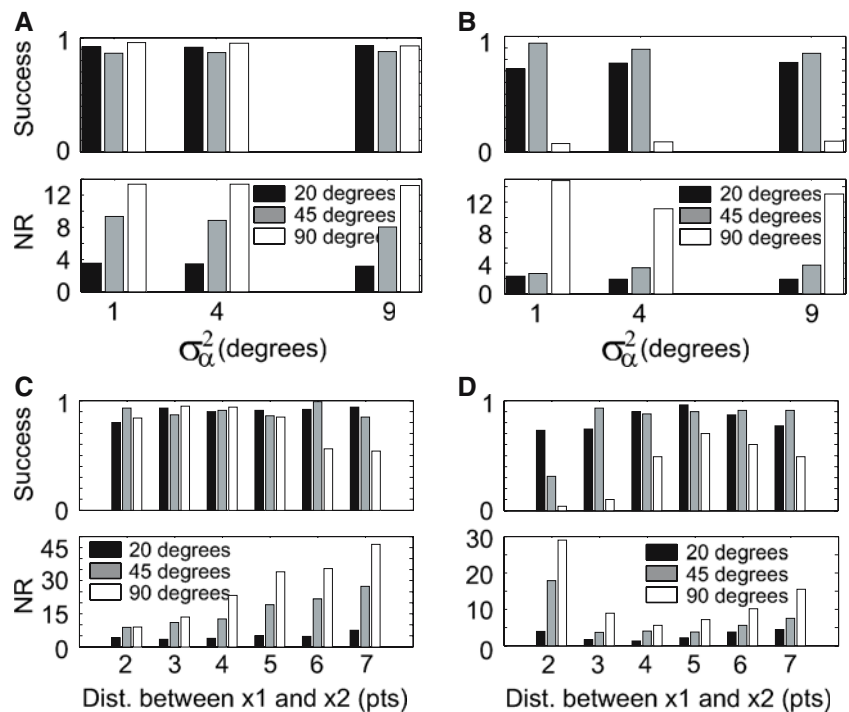 A
Success
1
0
NR
12
8
4
0
20 degrees
45 degrees
90 degrees
1 4 9
σα² (degrees)
B
1
0
12
8
4
0
20 degrees
45 degrees
90 degrees
1 4 9
σα² (degrees)
C
Success
1
0
NR
45
30
15
0
20 degrees
45 degrees
90 degrees
2 3 4 5 6 7
Dist. between x1 and x2 (pts)
D
1
0
30
20
10
0
20 degrees
45 degrees
90 degrees
2 3 4 5 6 7
Dist. between x1 and x2 (pts)